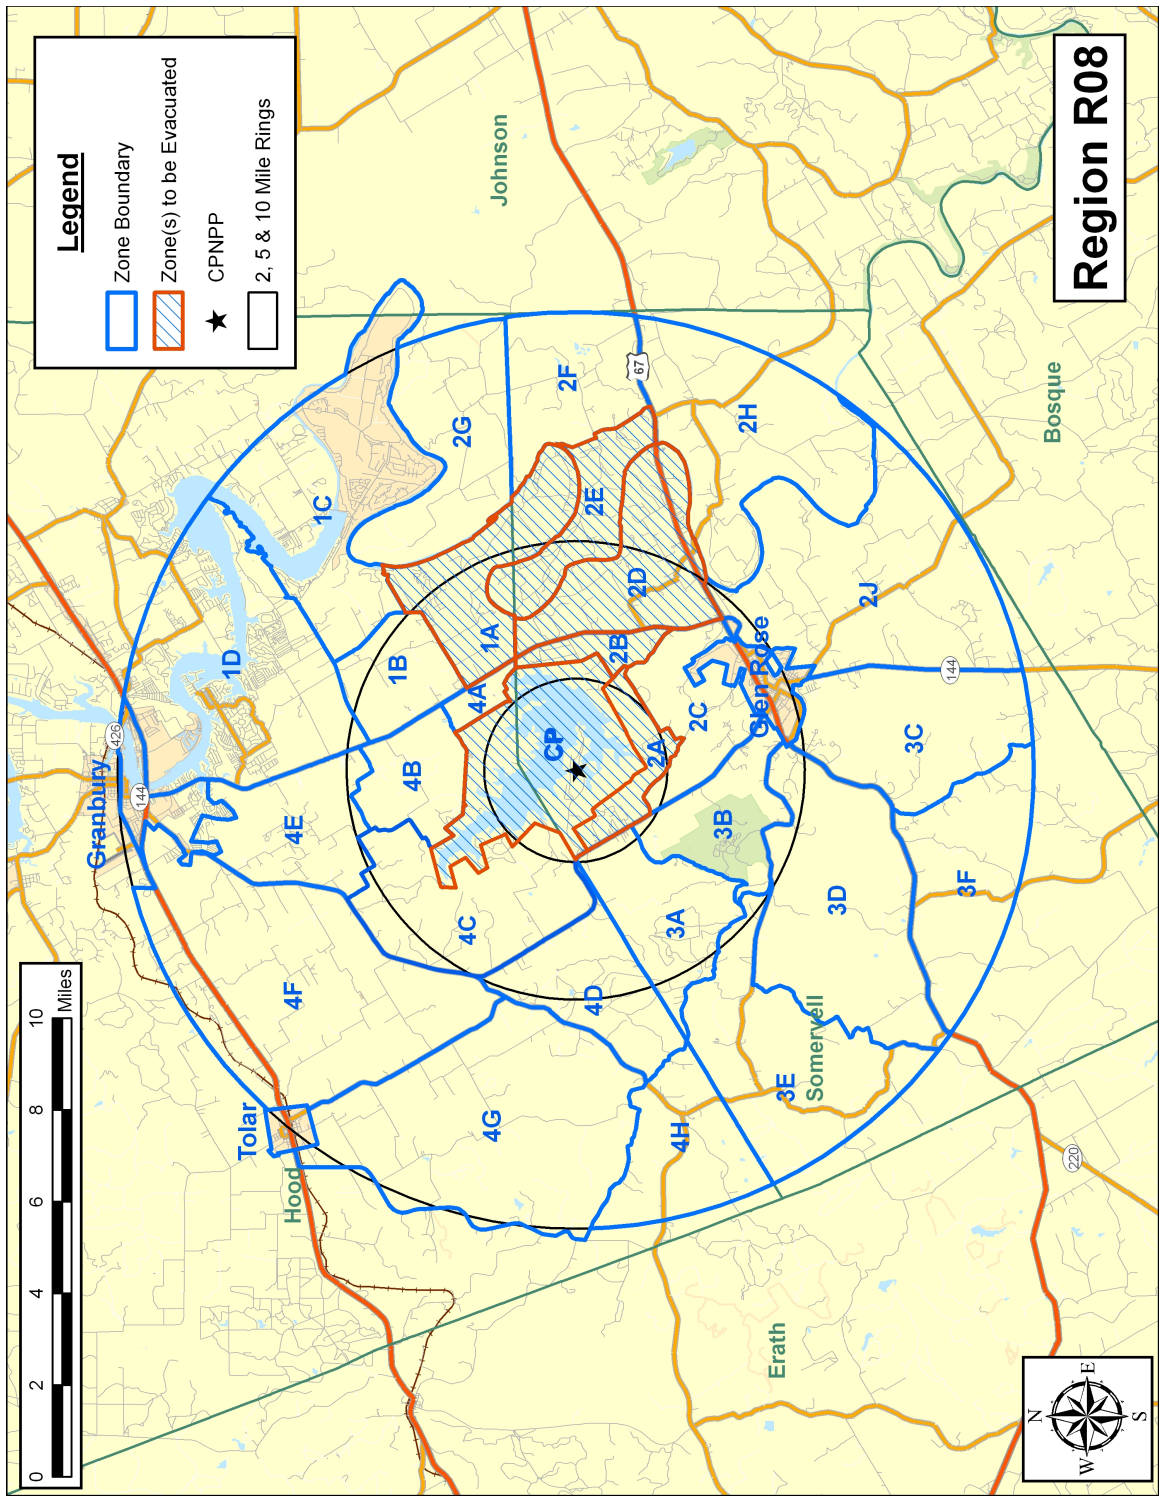 Legend
Zone Boundary
Zone(s) to be Evacuated
CPNPP
2, 5 & 10 Mile Rings
Region R08
0 2 4 6 8 10
Miles
N
E
S
W
Granbury
Tolar
Glen Rose
Hood
Johnson
Bosque
Somervell
Erath
426
144
67
144
220
CP
1A
1B
1C
1D
2A
2B
2C
2D
2E
2F
2G
2H
2J
3A
3B
3C
3D
3E
3F
4A
4B
4C
4D
4E
4F
4G
4H